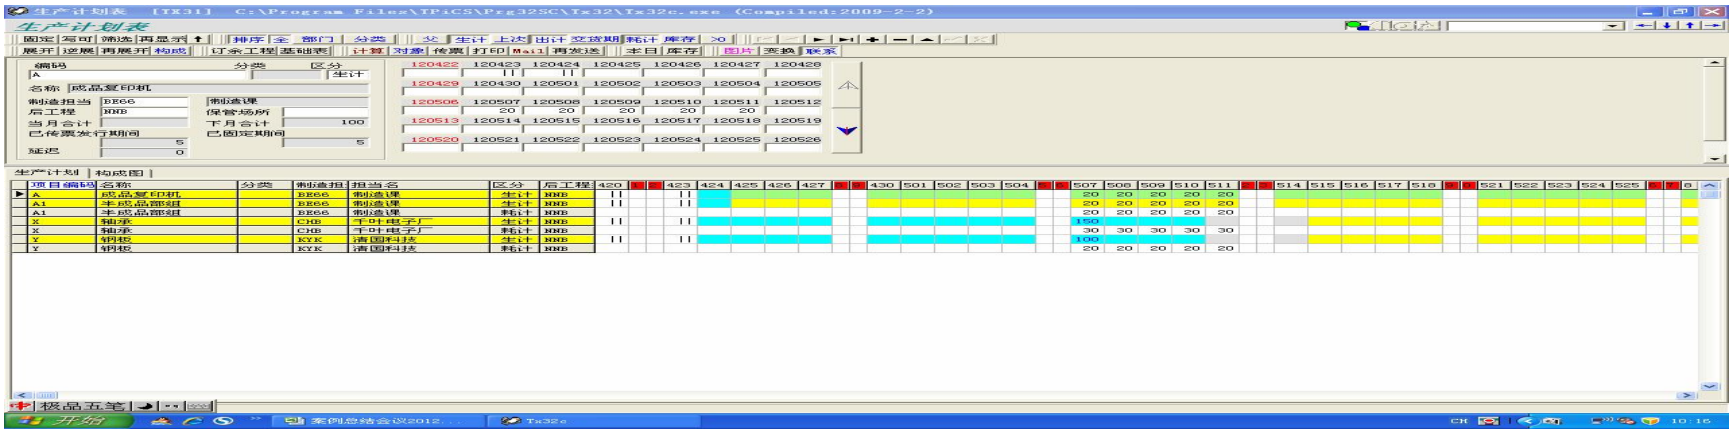 生产计划表 [TX31] C:\Program Files\TPiCS\Prg32SC\Tx32\Tx32c.exe (Compiled:2009-2-2)
生产计划表
固定 写可 筛选 再显示 排序 全 部门 分类 父 生计 上次 出计 交货期 耗计 库存 >0
展开 逆展 再展开 构成 订余 工程 基础表 计算 对象 传票 打印 Mail 再发送 本日 库存 图片 变换 联系
编码 分类 区分 120422 120423 120424 120425 120426 120427 120428
A 生计 || ||
名称 成品复印机 120429 120430 120501 120502 120503 120504 120505
制造担当 BE66 制造课 120506 120507 120508 120509 120510 120511 120512
后工程 NNB 保管场所 20 20 20 20 20
当月合计 下月合计 100 120513 120514 120515 120516 120517 120518 120519
已传票发行期间 5 已固定期间 5 120520 120521 120522 120523 120524 120525 120526
延迟 0
生产计划 构成图
项目编码 名称 分类 制造担 担当名 区分 后工程 420 1 2 423 424 425 426 427 8 9 430 501 502 503 504 5 6 507 508 509 510 511 2 3 514 515 516 517 518 9 0 521 522 523 524 525 6 7 8
A 成品复印机 BE66 制造课 生计 NNB || || 20 20 20 20 20
A1 半成品部组 BE66 制造课 生计 NNB || || 20 20 20 20 20
A1 半成品部组 BE66 制造课 耗计 NNB 20 20 20 20 20
X 轴承 CHB 千叶电子厂 生计 NNB || || 150
X 轴承 CHB 千叶电子厂 耗计 NNB 30 30 30 30 30
Y 钢板 KYK 清国科技 生计 NNB || || 100
Y 钢板 KYK 清国科技 耗计 NNB 20 20 20 20 20
中 极品五笔
开始 案例总结会议2012... Tx32c CH 10:16